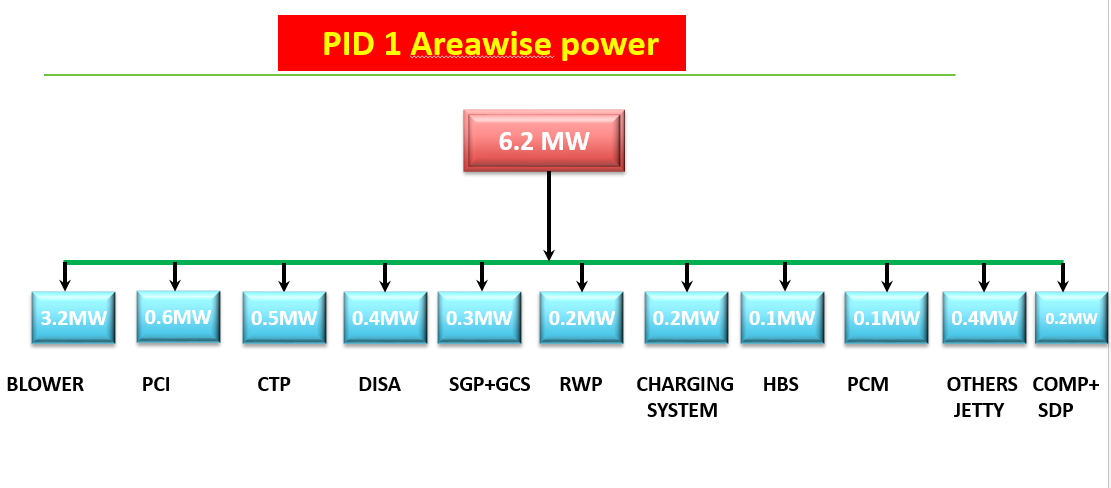 PID 1 Areawise power
6.2 MW
3.2MW
0.6MW
0.5MW
0.4MW
0.3MW
0.2MW
0.2MW
0.1MW
0.1MW
0.4MW
0.2MW
BLOWER
PCI
CTP
DISA
SGP+GCS
RWP
CHARGING
SYSTEM
HBS
PCM
OTHERS
JETTY
COMP+
SDP